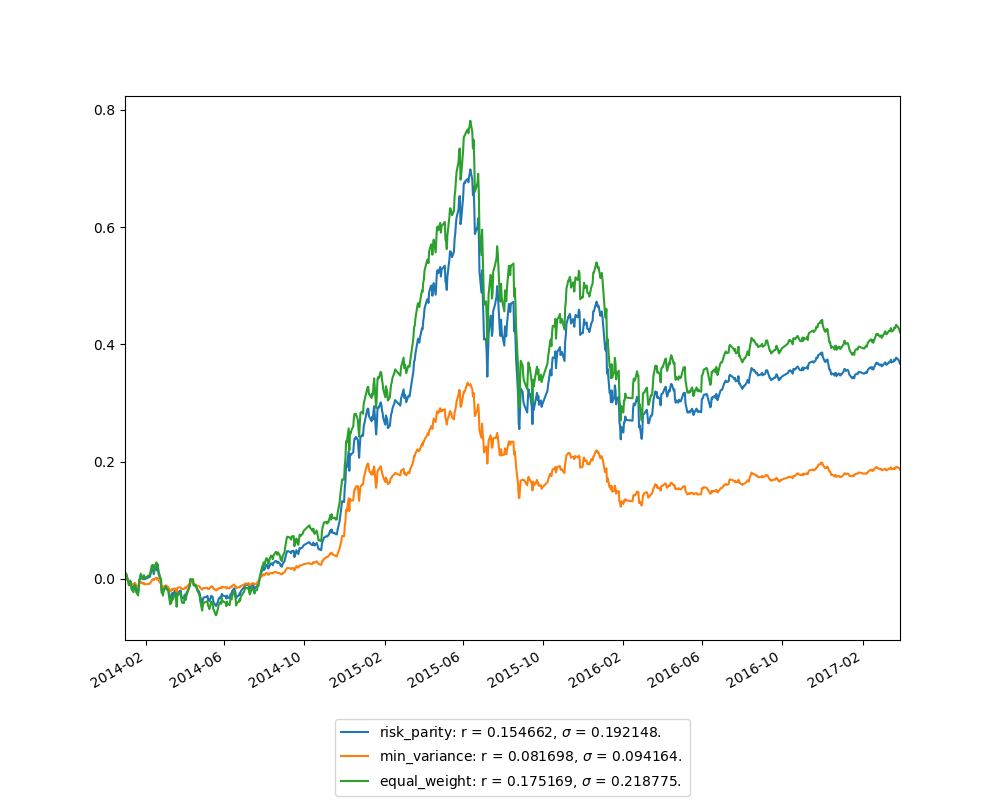 0.8
0.6
0.4
0.2
0.0
2014-02 2014-06 2014-10 2015-02 2015-06 2015-10 2016-02 2016-06 2016-10 2017-02
risk_parity: r = 0.154662, σ = 0.192148.
min_variance: r = 0.081698, σ = 0.094164.
equal_weight: r = 0.175169, σ = 0.218775.